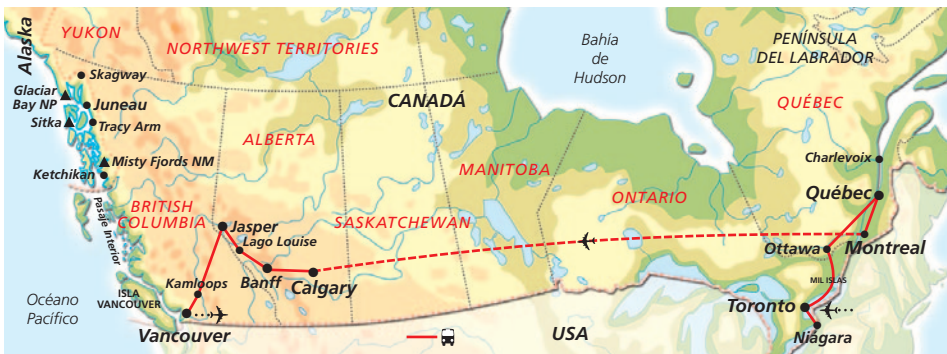 YUKON
NORTHWEST TERRITORIES
Alaska
Skagway
Glaciar
Bay NP
Juneau
Sitka
Tracy Arm
Misty Fjords NM
Ketchikan
Pasaje Interior
BRITISH
COLUMBIA
ALBERTA
CANADÁ
SASKATCHEWAN
MANITOBA
Bahía
de
Hudson
ONTARIO
PENÍNSULA
DEL LABRADOR
QUÉBEC
Charlevoix
Québec
Montreal
Ottawa
MIL ISLAS
Toronto
Niágara
Jasper
Lago Louise
Banff
Calgary
Kamloops
ISLA
VANCOUVER
Vancouver
Océano
Pacífico
USA